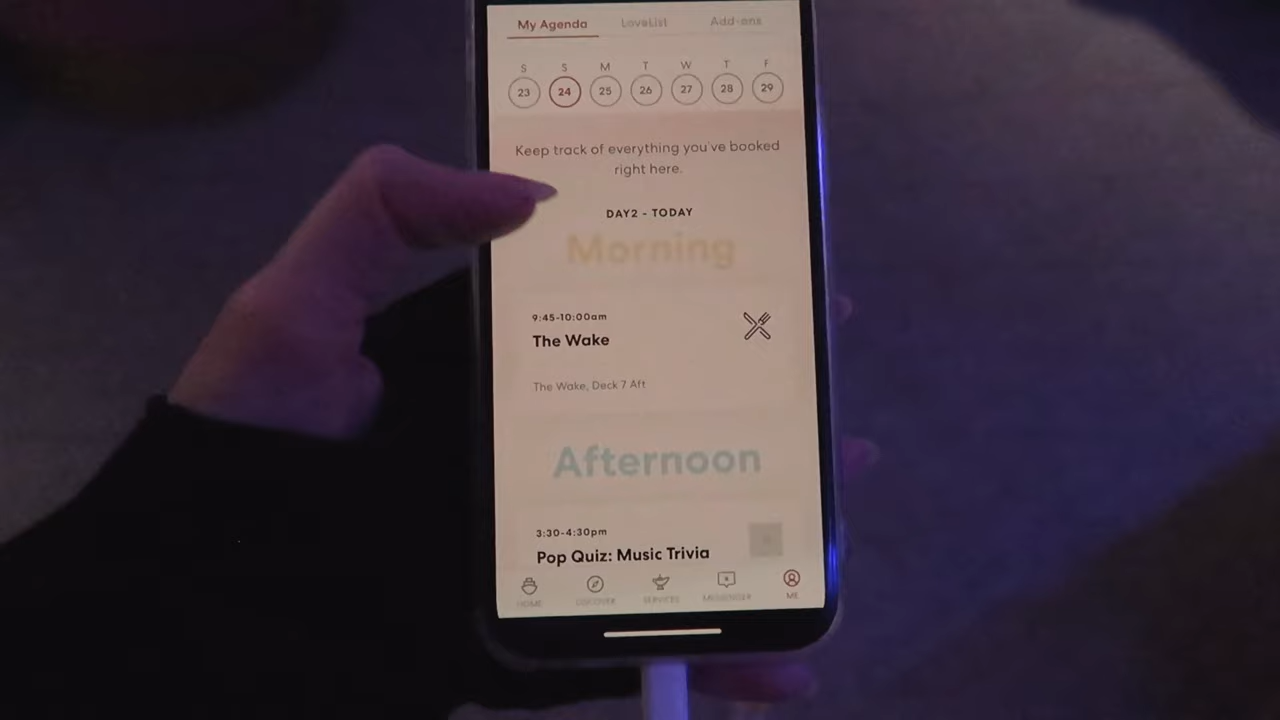 My Agenda LoveList Add-ons
S S M T W T F
23 24 25 26 27 28 29
Keep track of everything you've booked
right here.
DAY2 - TODAY
Morning
9:45-10:00am
The Wake
The Wake, Deck 7 Aft
Afternoon
3:30-4:30pm
Pop Quiz: Music Trivia
HOME DISCOVER SERVICES MESSENGER ME